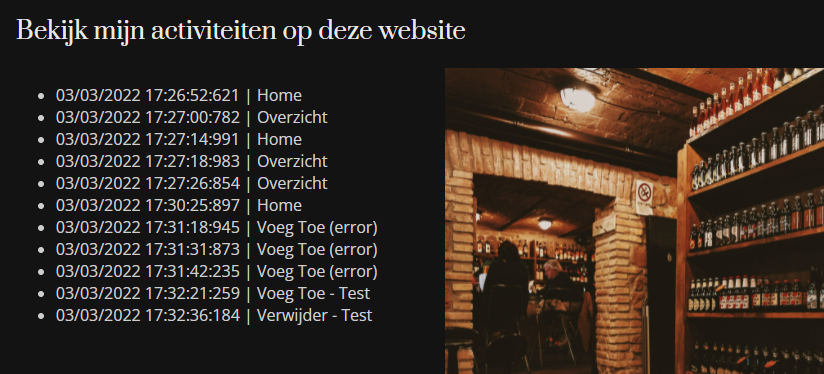 Bekijk mijn activiteiten op deze website
03/03/2022 17:26:52:621 | Home
03/03/2022 17:27:00:782 | Overzicht
03/03/2022 17:27:14:991 | Home
03/03/2022 17:27:18:983 | Overzicht
03/03/2022 17:27:26:854 | Overzicht
03/03/2022 17:30:25:897 | Home
03/03/2022 17:31:18:945 | Voeg Toe (error)
03/03/2022 17:31:31:873 | Voeg Toe (error)
03/03/2022 17:31:42:235 | Voeg Toe (error)
03/03/2022 17:32:21:259 | Voeg Toe - Test
03/03/2022 17:32:36:184 | Verwijder - Test